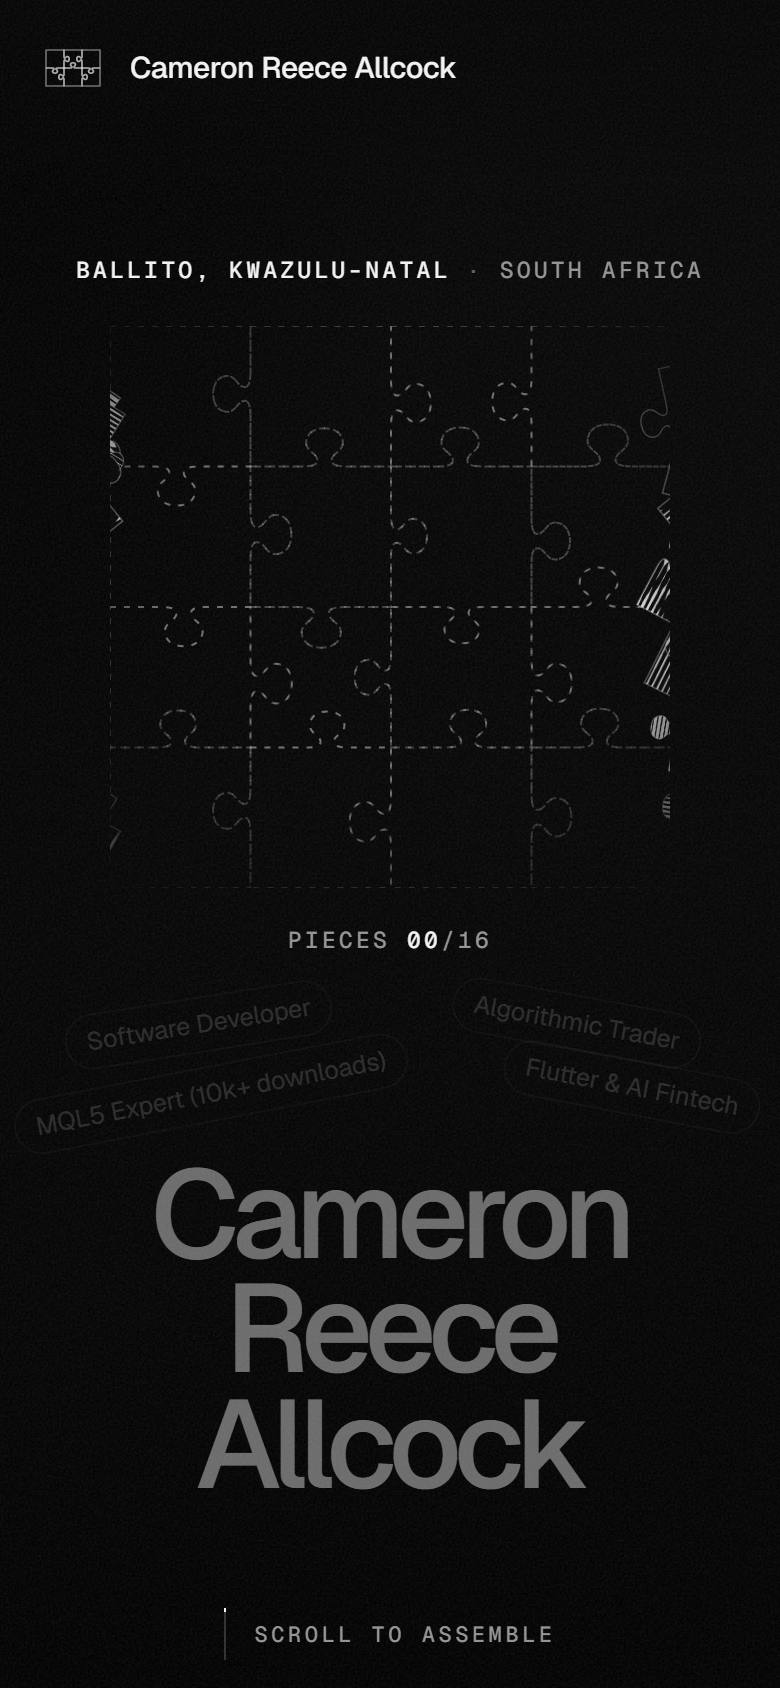 Cameron Reece Allcock
BALLITO, KWAZULU-NATAL · SOUTH AFRICA
PIECES 00/16
Software Developer
Algorithmic Trader
MQL5 Expert (10k+ downloads)
Flutter & AI Fintech
Cameron
Reece
Allcock
SCROLL TO ASSEMBLE